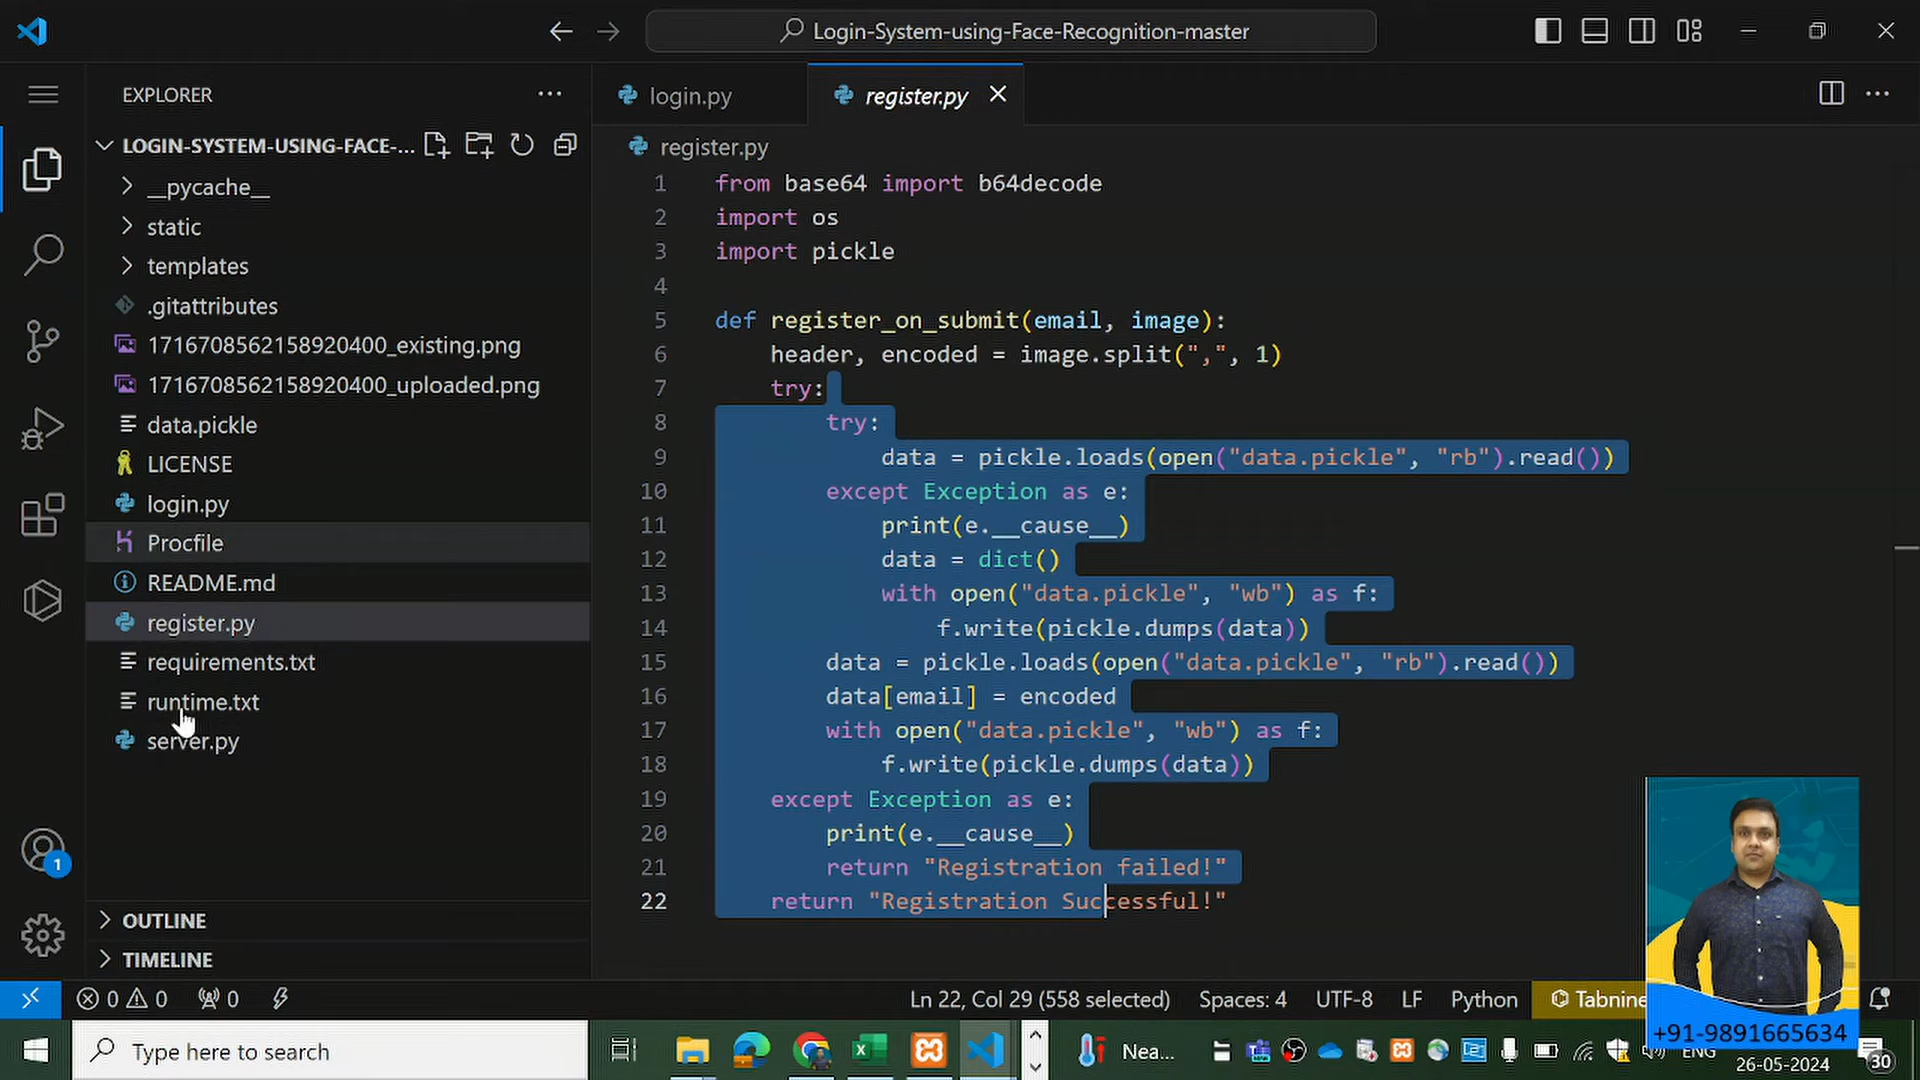 Login-System-using-Face-Recognition-master
EXPLORER
LOGIN-SYSTEM-USING-FACE-...
__pycache__
static
templates
.gitattributes
1716708562158920400_existing.png
1716708562158920400_uploaded.png
data.pickle
LICENSE
login.py
Procfile
README.md
register.py
requirements.txt
runtime.txt
server.py
OUTLINE
TIMELINE
1
login.py
register.py
register.py
1 from base64 import b64decode
2 import os
3 import pickle
4
5 def register_on_submit(email, image):
6 header, encoded = image.split(",", 1)
7 try:
8 try:
9 data = pickle.loads(open("data.pickle", "rb").read())
10 except Exception as e:
11 print(e.__cause__)
12 data = dict()
13 with open("data.pickle", "wb") as f:
14 f.write(pickle.dumps(data))
15 data = pickle.loads(open("data.pickle", "rb").read())
16 data[email] = encoded
17 with open("data.pickle", "wb") as f:
18 f.write(pickle.dumps(data))
19 except Exception as e:
20 print(e.__cause__)
21 return "Registration failed!"
22 return "Registration Successful!"
0 0 0
Ln 22, Col 29 (558 selected) Spaces: 4 UTF-8 LF Python Tabnine
+91-9891665634
Type here to search
Nea...
ENG
26-05-2024
30